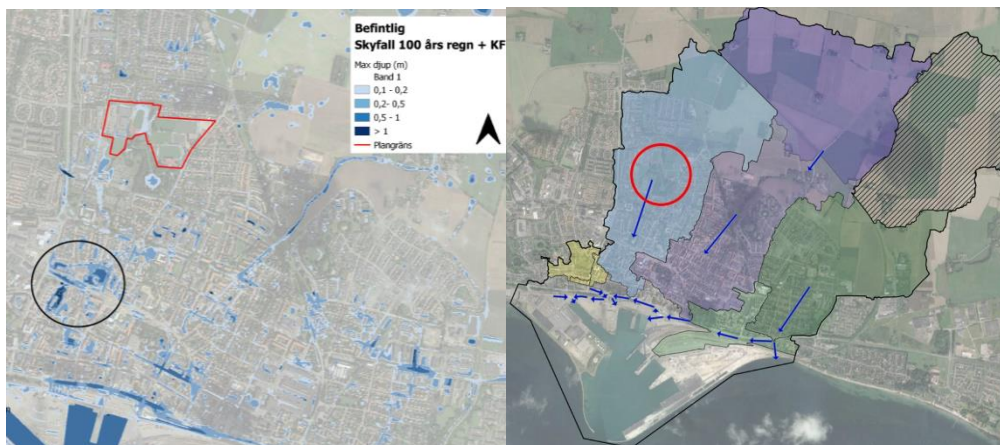 Befintlig
Skyfall 100 års regn + KF
Max djup (m)
Band 1
0,1 - 0,2
0,2- 0,5
0,5 - 1
> 1
Plangräns